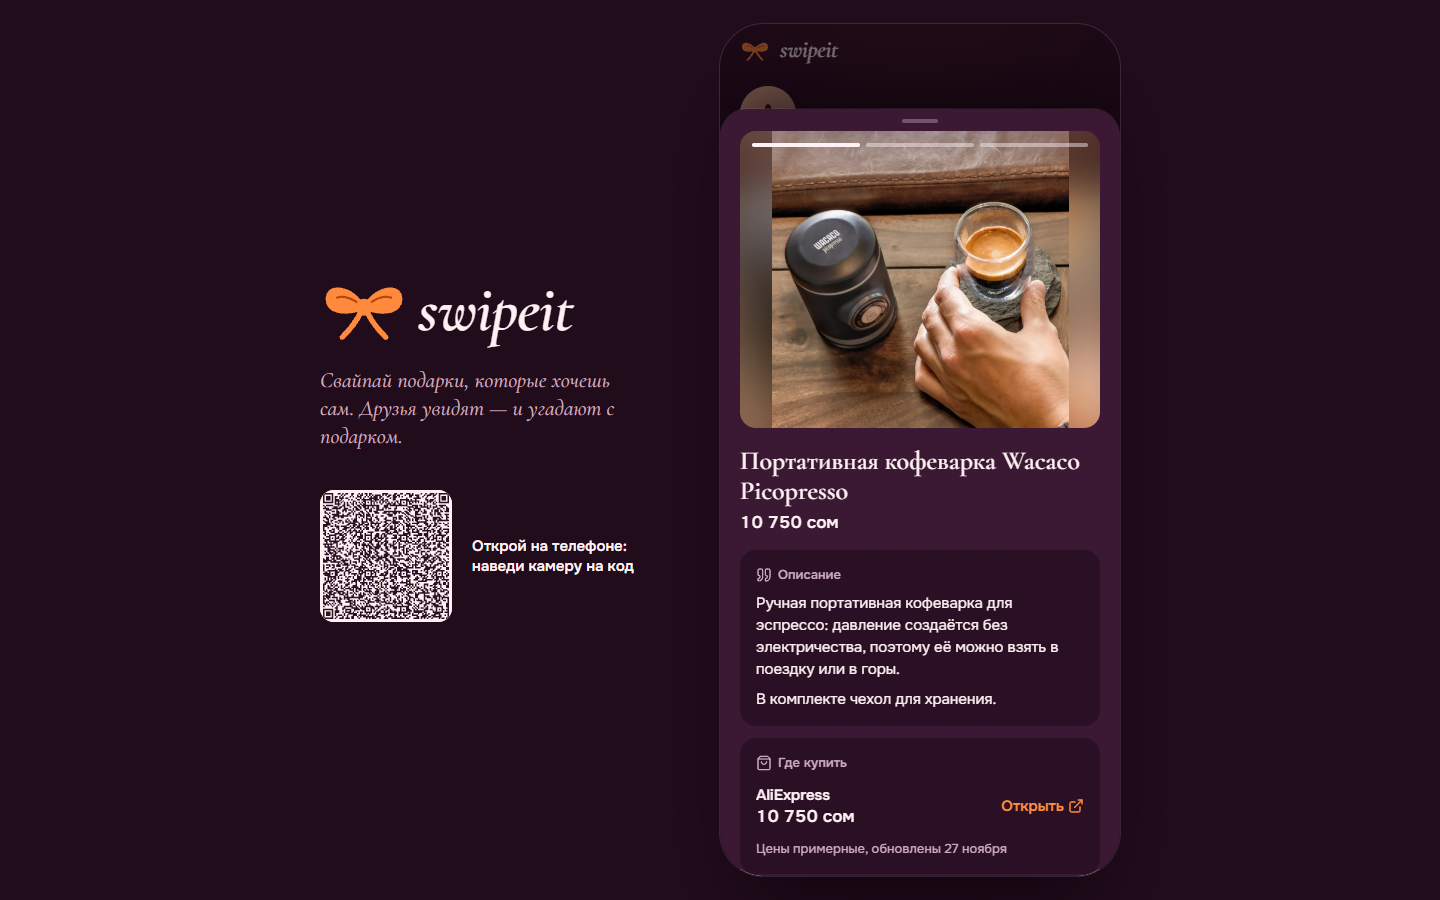 swipeit
Свайпай подарки, которые хочешь
сам. Друзья увидят — и угадают с
подарком.
Открой на телефоне:
наведи камеру на код
swipeit
WACACO
picopresso
Портативная кофеварка Wacaco
Picopresso
10 750 сом
Описание
Ручная портативная кофеварка для
эспрессо: давление создаётся без
электричества, поэтому её можно взять в
поездку или в горы.
В комплекте чехол для хранения.
Где купить
AliExpress
10 750 сом
Открыть
Цены примерные, обновлены 27 ноября